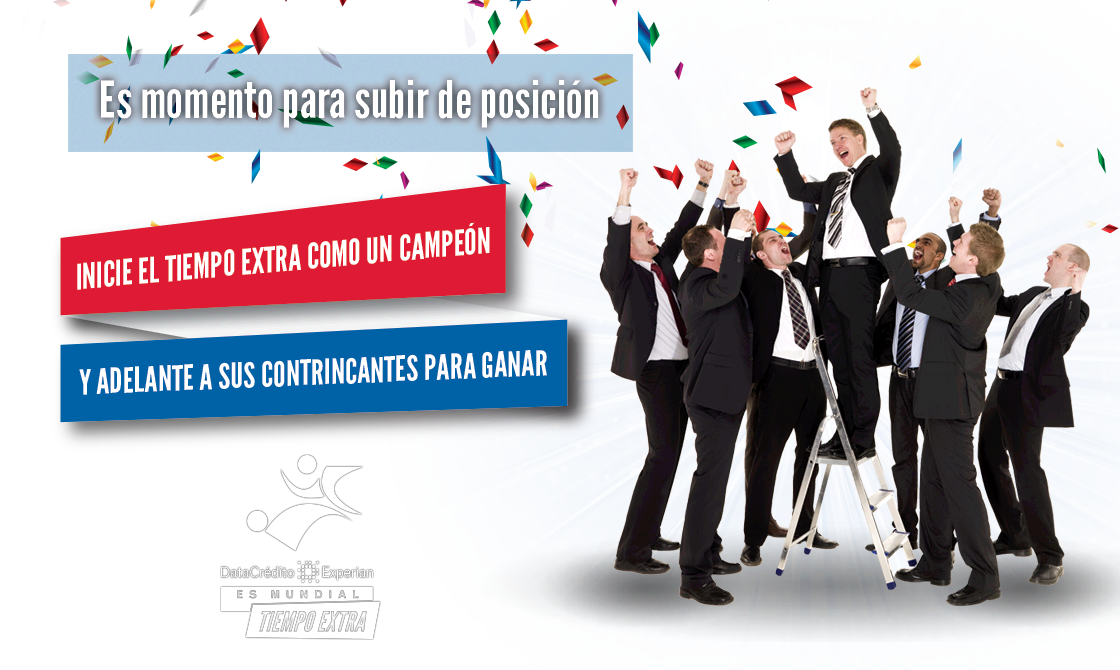 Es momento para subir de posición
INICIE EL TIEMPO EXTRA COMO UN CAMPEÓN
Y ADELANTE A SUS CONTRINCANTES PARA GANAR
DataCrédito Experian
ES MUNDIAL
TIEMPO EXTRA